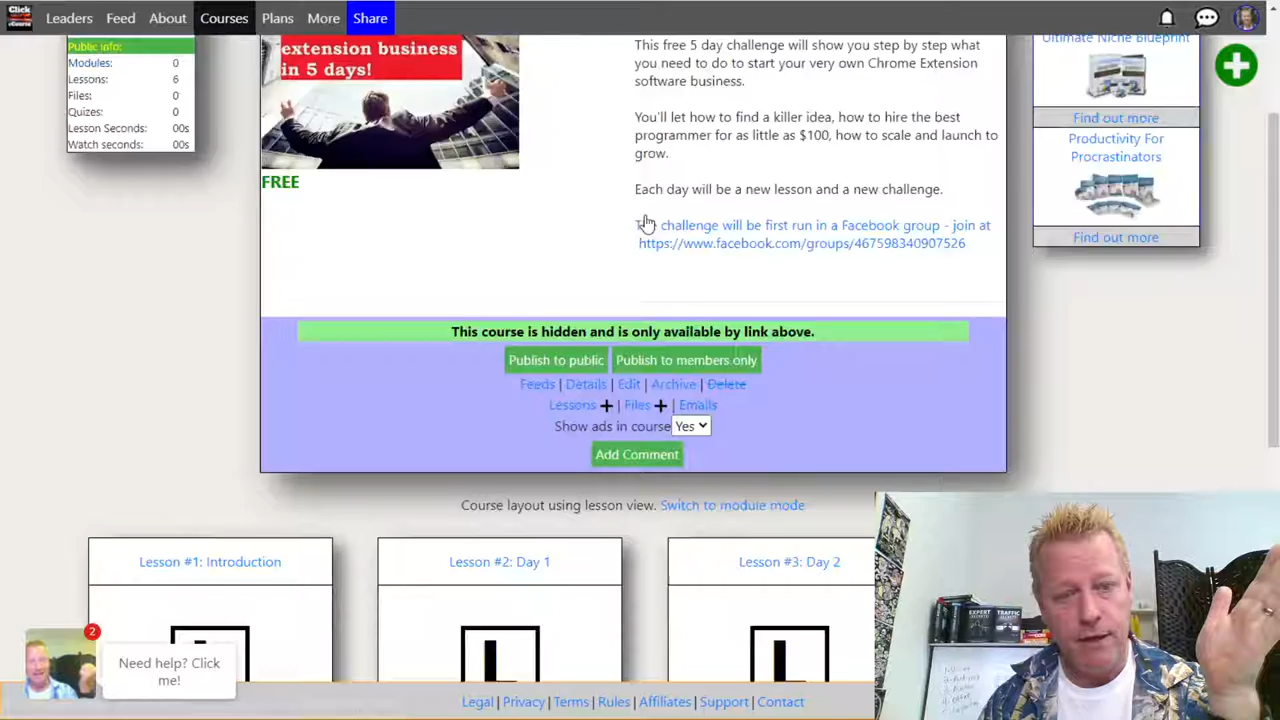 Click
eCourse
Leaders
Feed
About
Courses
Plans
More
Share
Public info:
Modules: 0
Lessons: 6
Files: 0
Quizes: 0
Lesson Seconds: 00s
Watch seconds: 00s
extension business
in 5 days!
FREE
This free 5 day challenge will show you step by step what
you need to do to start your very own Chrome Extension
software business.
You'll let how to find a killer idea, how to hire the best
programmer for as little as $100, how to scale and launch to
grow.
Each day will be a new lesson and a new challenge.
challenge will be first run in a Facebook group - join at
https://www.facebook.com/groups/467598340907526
Ultimate Niche Blueprint
Find out more
Productivity For
Procrastinators
Find out more
This course is hidden and is only available by link above.
Publish to public
Publish to members only
Feeds | Details | Edit | Archive | Delete
Lessons + | Files + | Emails
Show ads in course Yes
Add Comment
Course layout using lesson view. Switch to module mode
Lesson #1: Introduction
Lesson #2: Day 1
Lesson #3: Day 2
L
L
2
Need help? Click
me!
EXPERT
SECRETS
TRAFFIC
SECRETS
Legal | Privacy | Terms | Rules | Affiliates | Support | Contact